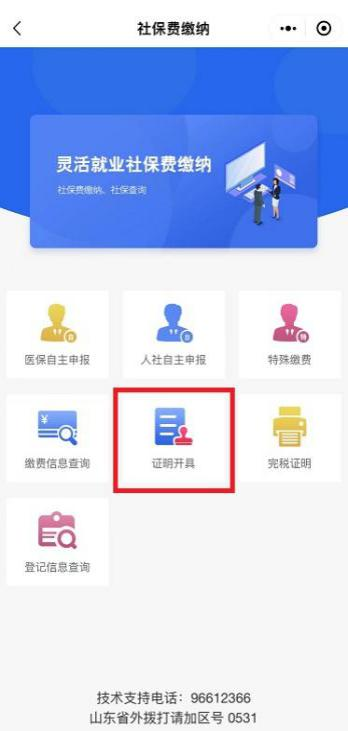 社保费缴纳
灵活就业社保费缴纳
社保费缴纳、社保查询
医保自主申报
人社自主申报
特殊缴费
缴费信息查询
证明开具
完税证明
登记信息查询
技术支持电话：96612366
山东省外拨打请加区号 0531